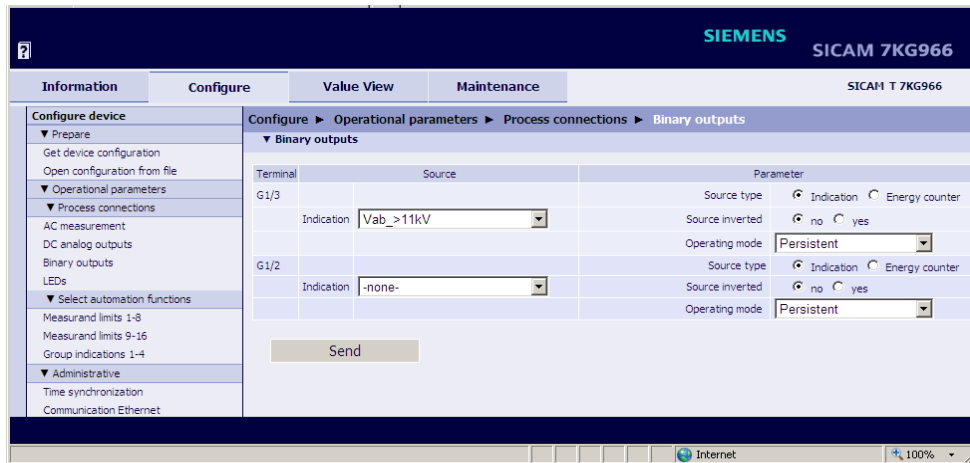 SIEMENS
SICAM 7KG966
?
Information
Configure
Value View
Maintenance
SICAM T 7KG966
Configure device
▼ Prepare
Get device configuration
Open configuration from file
▼ Operational parameters
▼ Process connections
AC measurement
DC analog outputs
Binary outputs
LEDs
▼ Select automation functions
Measurand limits 1-8
Measurand limits 9-16
Group indications 1-4
▼ Administrative
Time synchronization
Communication Ethernet
Configure ► Operational parameters ► Process connections ► Binary outputs
▼ Binary outputs
Terminal Source Parameter
G1/3 Source type Indication Energy counter
Indication Vab_>11kV Source inverted no yes
Operating mode Persistent
G1/2 Source type Indication Energy counter
Indication -none- Source inverted no yes
Operating mode Persistent
Send
Internet 100%